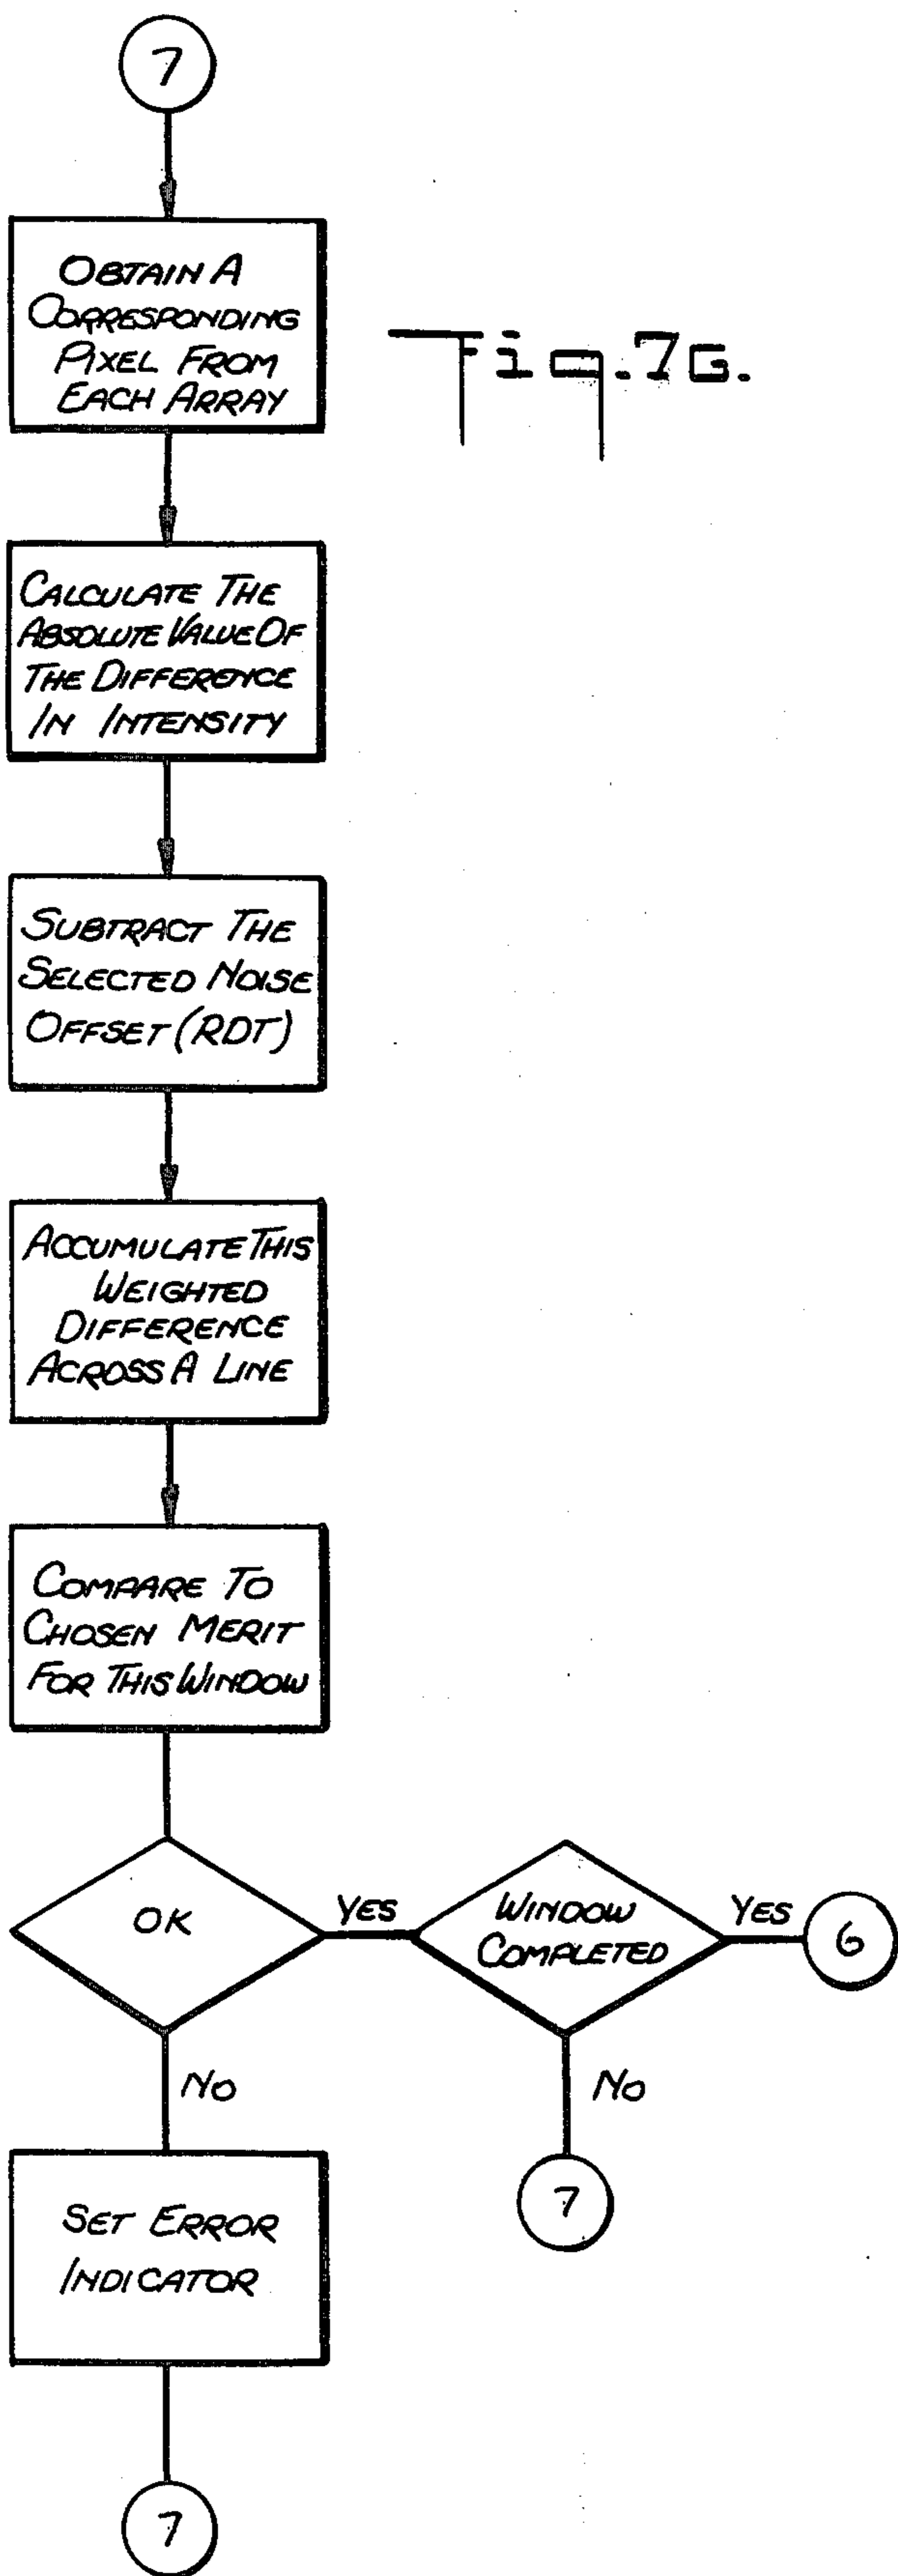 7
OBTAIN A
CORRESPONDING
PIXEL FROM
EACH ARRAY
Fig. 7G.
CALCULATE THE
ABSOLUTE VALUE OF
THE DIFFERENCE
IN INTENSITY
SUBTRACT THE
SELECTED NOISE
OFFSET (RDT)
ACCUMULATE THIS
WEIGHTED
DIFFERENCE
ACROSS A LINE
COMPARE TO
CHOSEN MERIT
FOR THIS WINDOW
OK
YES
WINDOW
COMPLETED
YES
6
NO
NO
7
SET ERROR
INDICATOR
7